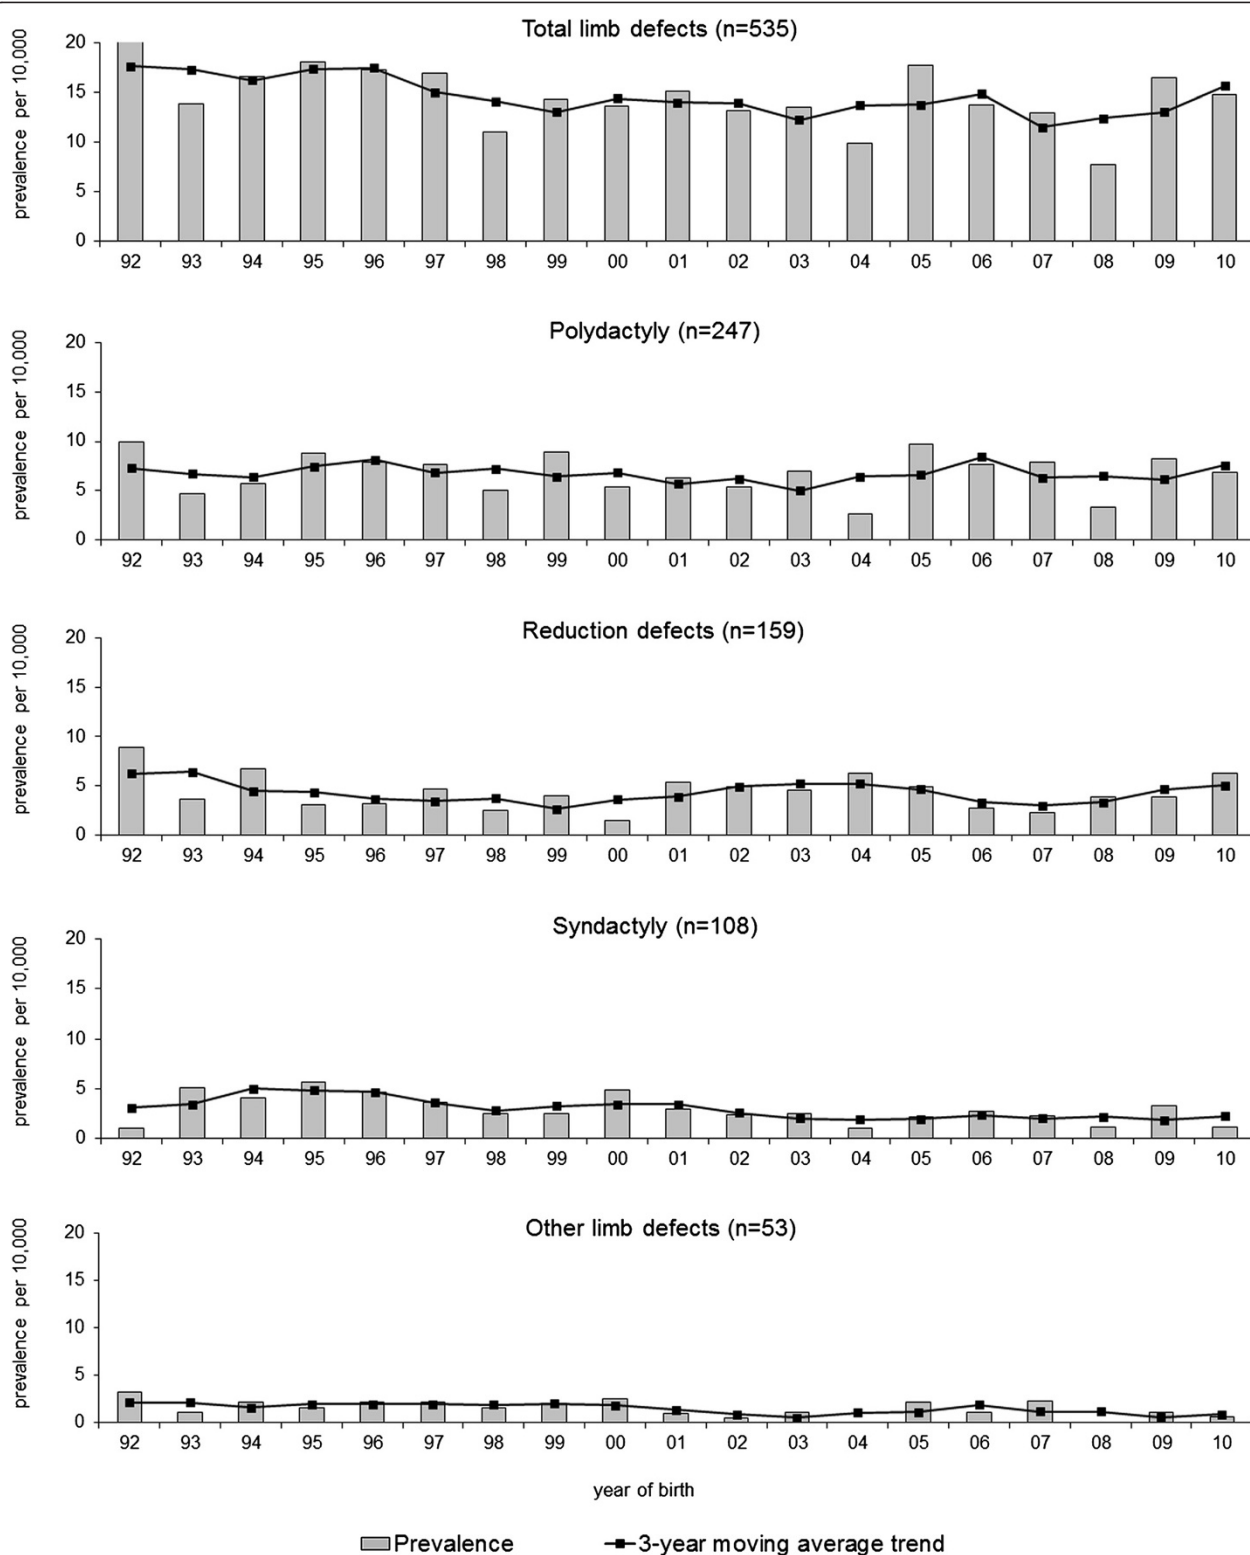 Total limb defects (n=535)
prevalence per 10,000
20
15
10
5
0
92 93 94 95 96 97 98 99 00 01 02 03 04 05 06 07 08 09 10
Polydactyly (n=247)
prevalence per 10,000
20
15
10
5
0
92 93 94 95 96 97 98 99 00 01 02 03 04 05 06 07 08 09 10
Reduction defects (n=159)
prevalence per 10,000
20
15
10
5
0
92 93 94 95 96 97 98 99 00 01 02 03 04 05 06 07 08 09 10
Syndactyly (n=108)
prevalence per 10,000
20
15
10
5
0
92 93 94 95 96 97 98 99 00 01 02 03 04 05 06 07 08 09 10
Other limb defects (n=53)
prevalence per 10,000
20
15
10
5
0
92 93 94 95 96 97 98 99 00 01 02 03 04 05 06 07 08 09 10
year of birth
Prevalence 3-year moving average trend